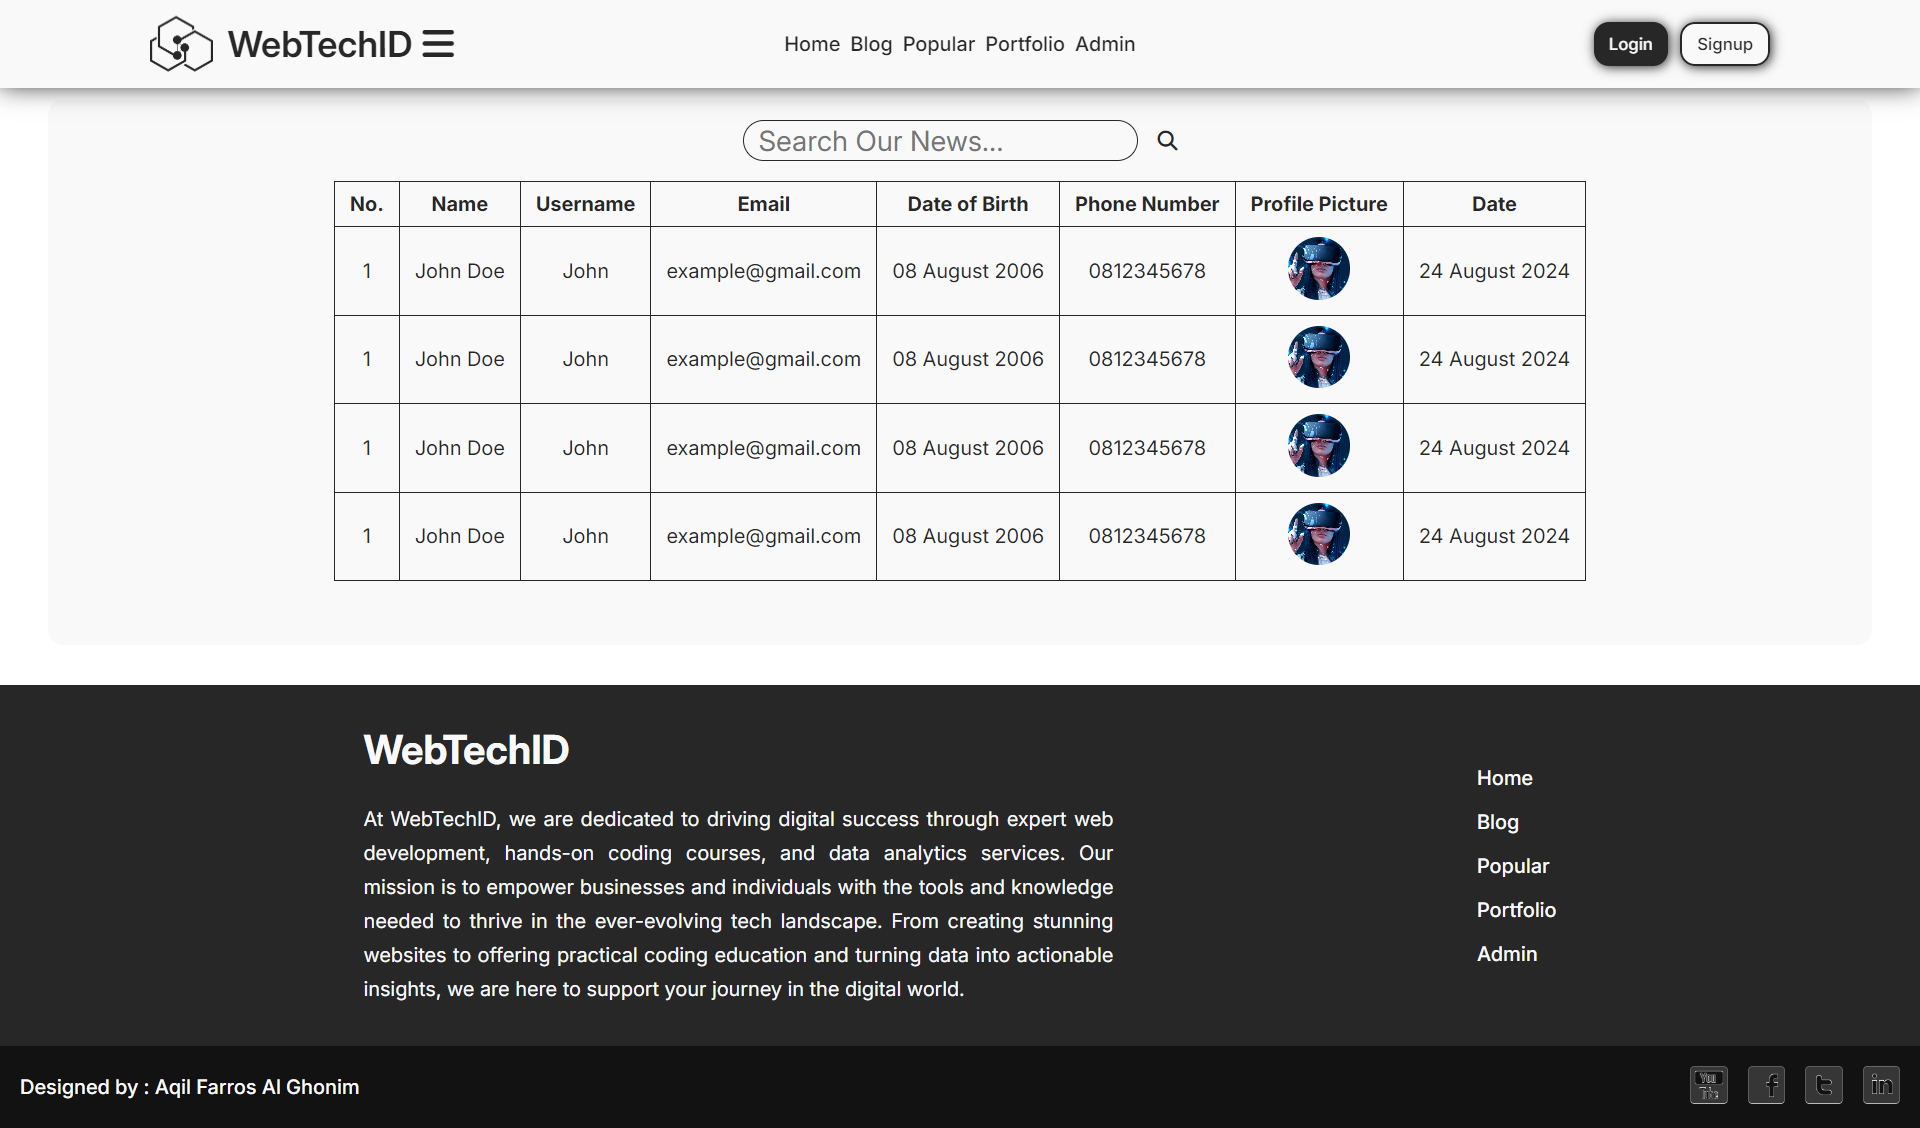 WebTechID
Home Blog Popular Portfolio Admin
Login
Signup
Search Our News...
No. Name Username Email Date of Birth Phone Number Profile Picture Date
1 John Doe John example@gmail.com 08 August 2006 0812345678 24 August 2024
1 John Doe John example@gmail.com 08 August 2006 0812345678 24 August 2024
1 John Doe John example@gmail.com 08 August 2006 0812345678 24 August 2024
1 John Doe John example@gmail.com 08 August 2006 0812345678 24 August 2024
WebTechID
At WebTechID, we are dedicated to driving digital success through expert web
development, hands-on coding courses, and data analytics services. Our
mission is to empower businesses and individuals with the tools and knowledge
needed to thrive in the ever-evolving tech landscape. From creating stunning
websites to offering practical coding education and turning data into actionable
insights, we are here to support your journey in the digital world.
Home
Blog
Popular
Portfolio
Admin
Designed by : Aqil Farros Al Ghonim
You
Tube
f
t
in